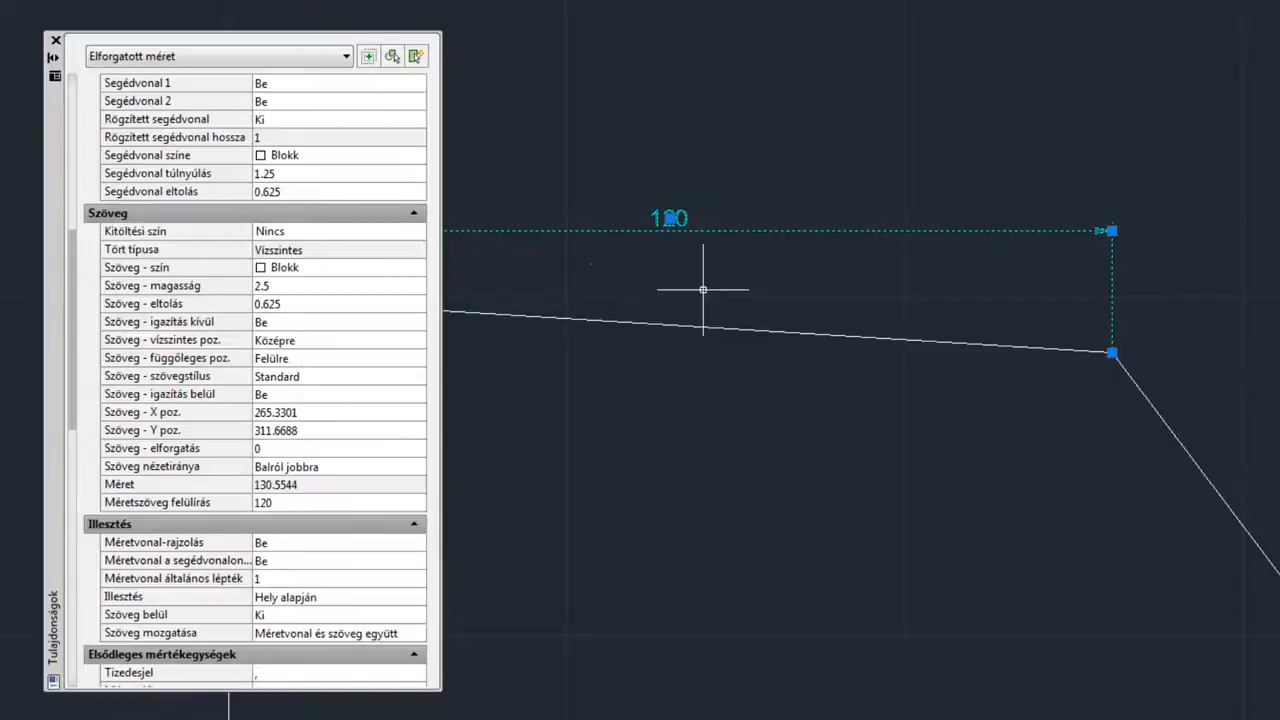 Elforgatott méret
Segédvonal 1 Be
Segédvonal 2 Be
Rögzített segédvonal Ki
Rögzített segédvonal hossza 1
Segédvonal színe Blokk
Segédvonal túlnyúlás 1.25
Segédvonal eltolás 0.625
Szöveg
Kitöltési szín Nincs
Tört típusa Vízszintes
Szöveg - szín Blokk
Szöveg - magasság 2.5
Szöveg - eltolás 0.625
Szöveg - igazítás kívül Be
Szöveg - vízszintes poz. Középre
Szöveg - függőleges poz. Felülre
Szöveg - szövegstílus Standard
Szöveg - igazítás belül Be
Szöveg - X poz. 265.3301
Szöveg - Y poz. 311.6688
Szöveg - elforgatás 0
Szöveg nézetiránya Balról jobbra
Méret 130.5544
Méretszöveg felülírás 120
Illesztés
Méretvonal-rajzolás Be
Méretvonal a segédvonalon... Be
Méretvonal általános lépték 1
Illesztés Hely alapján
Szöveg belül Ki
Szöveg mozgatása Méretvonal és szöveg együtt
Elsődleges mértékegységek
Tizedesjel ,
Tulajdonságok
120